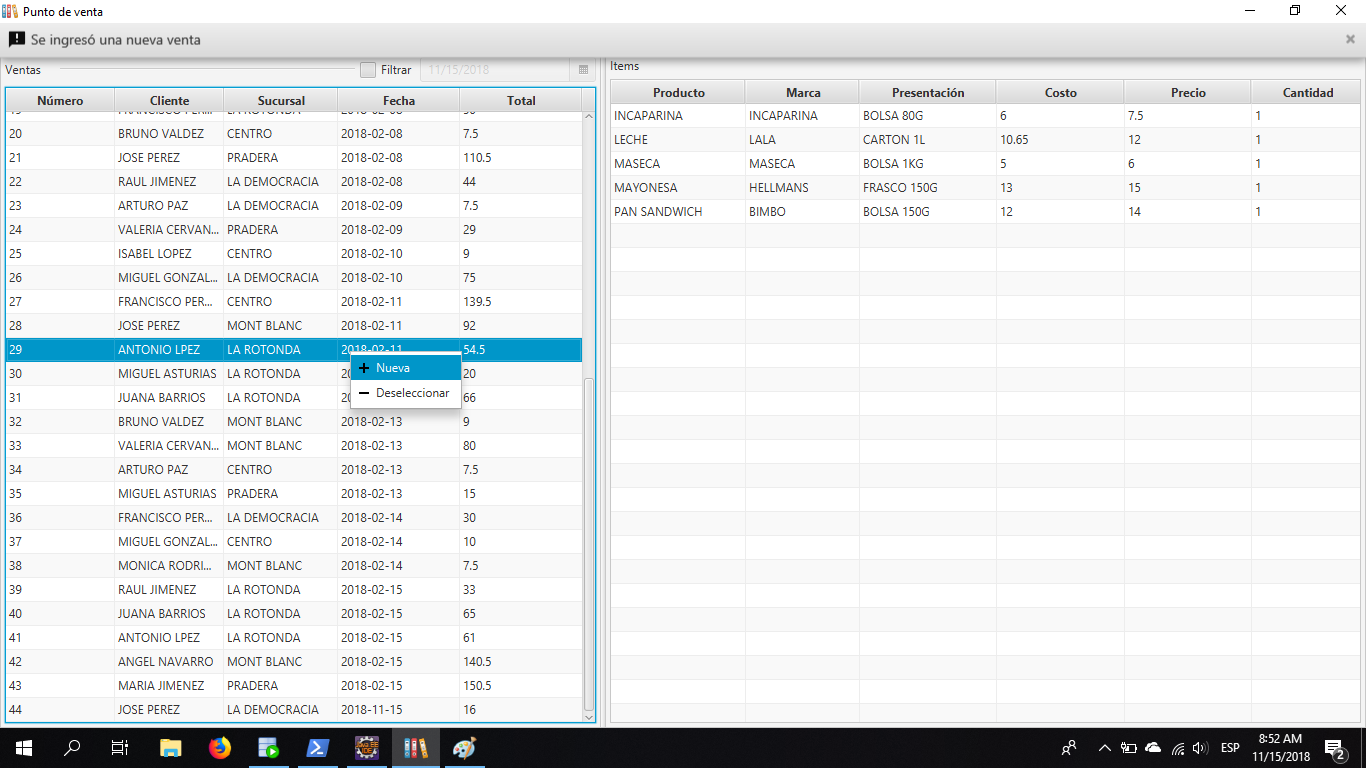 Punto de venta
Se ingresó una nueva venta
Ventas Filtrar 11/15/2018
Número Cliente Sucursal Fecha Total
20 BRUNO VALDEZ CENTRO 2018-02-08 7.5
21 JOSE PEREZ PRADERA 2018-02-08 110.5
22 RAUL JIMENEZ LA DEMOCRACIA 2018-02-08 44
23 ARTURO PAZ LA DEMOCRACIA 2018-02-09 7.5
24 VALERIA CERVAN... PRADERA 2018-02-09 29
25 ISABEL LOPEZ CENTRO 2018-02-10 9
26 MIGUEL GONZAL... LA DEMOCRACIA 2018-02-10 75
27 FRANCISCO PER... CENTRO 2018-02-11 139.5
28 JOSE PEREZ MONT BLANC 2018-02-11 92
29 ANTONIO LPEZ LA ROTONDA 2018-02-11 54.5
30 MIGUEL ASTURIAS LA ROTONDA 20
31 JUANA BARRIOS LA ROTONDA 66
32 BRUNO VALDEZ MONT BLANC 2018-02-13 9
33 VALERIA CERVAN... MONT BLANC 2018-02-13 80
34 ARTURO PAZ CENTRO 2018-02-13 7.5
35 MIGUEL ASTURIAS PRADERA 2018-02-13 15
36 FRANCISCO PER... LA DEMOCRACIA 2018-02-14 30
37 MIGUEL GONZAL... CENTRO 2018-02-14 10
38 MONICA RODRI... MONT BLANC 2018-02-14 7.5
39 RAUL JIMENEZ LA ROTONDA 2018-02-15 33
40 JUANA BARRIOS LA ROTONDA 2018-02-15 65
41 ANTONIO LPEZ LA ROTONDA 2018-02-15 61
42 ANGEL NAVARRO MONT BLANC 2018-02-15 140.5
43 MARIA JIMENEZ PRADERA 2018-02-15 150.5
44 JOSE PEREZ LA DEMOCRACIA 2018-11-15 16
Nueva
Deseleccionar
Items
Producto Marca Presentación Costo Precio Cantidad
INCAPARINA INCAPARINA BOLSA 80G 6 7.5 1
LECHE LALA CARTON 1L 10.65 12 1
MASECA MASECA BOLSA 1KG 5 6 1
MAYONESA HELLMANS FRASCO 150G 13 15 1
PAN SANDWICH BIMBO BOLSA 150G 12 14 1
ESP
8:52 AM
11/15/2018
2